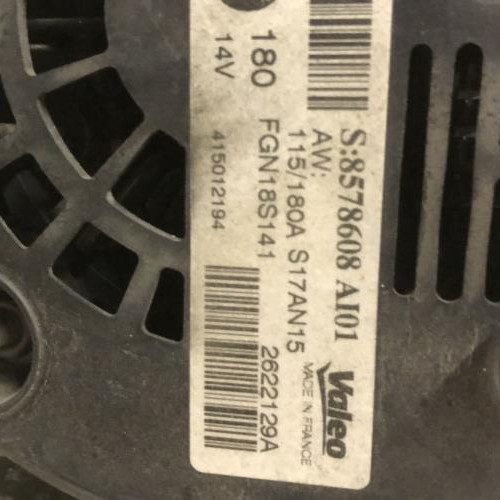 S:8578608 AI01
AW:
115/180A S17AN15
180 FGN18S141 2622129A
14V
415012194
Valeo
MADE IN FRANCE